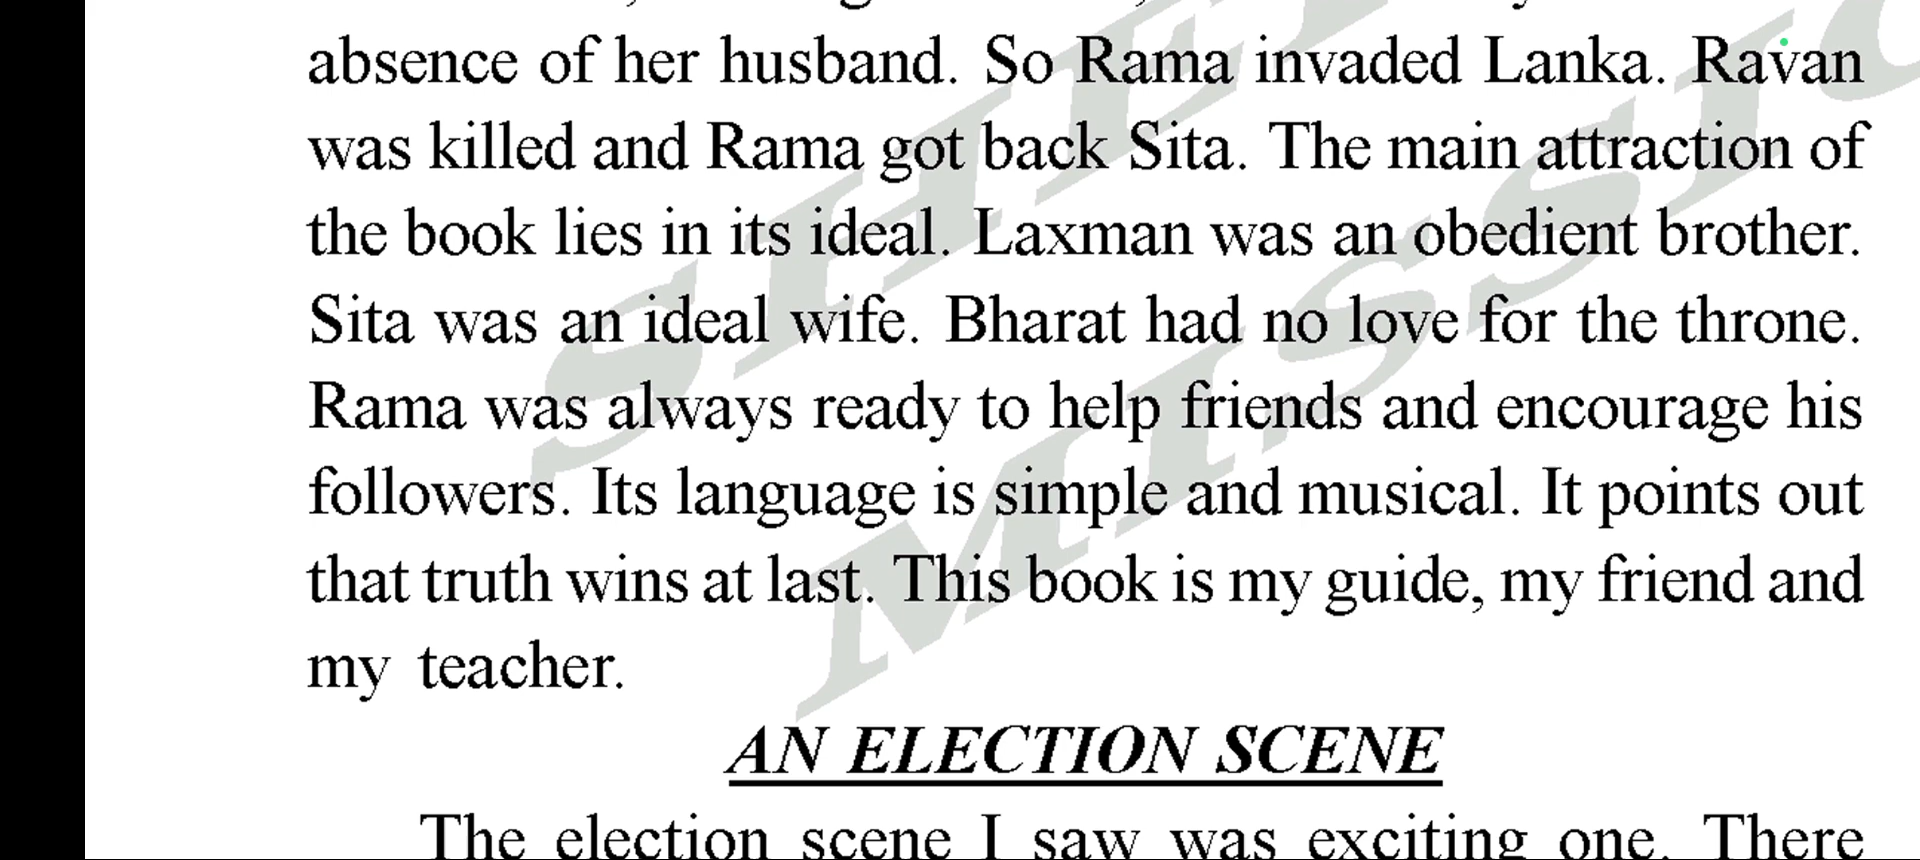 absence of her husband. So Rama invaded Lanka. Ravan
was killed and Rama got back Sita. The main attraction of
the book lies in its ideal. Laxman was an obedient brother.
Sita was an ideal wife. Bharat had no love for the throne.
Rama was always ready to help friends and encourage his
followers. Its language is simple and musical. It points out
that truth wins at last. This book is my guide, my friend and
my teacher.
AN ELECTION SCENE
The election scene I saw was exciting one. There